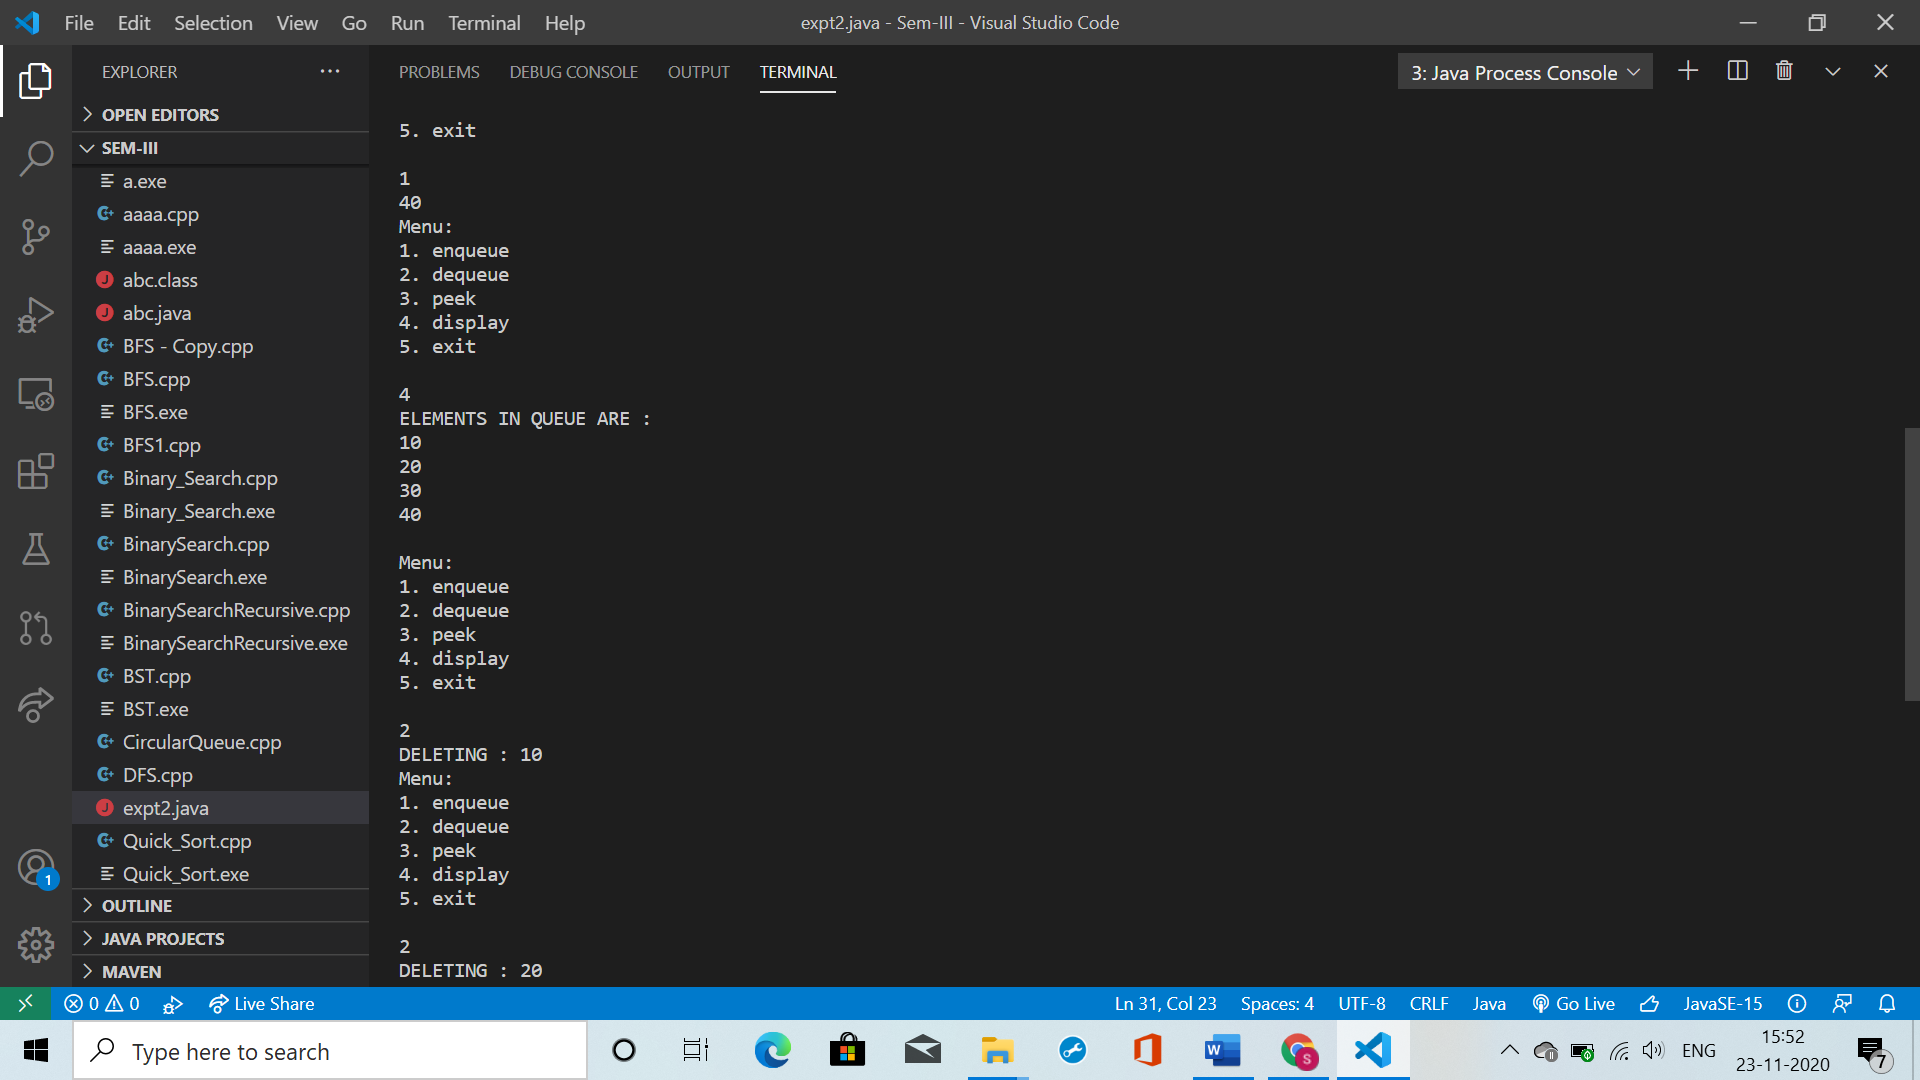 File Edit Selection View Go Run Terminal Help
expt2.java - Sem-III - Visual Studio Code
EXPLORER
OPEN EDITORS
SEM-III
a.exe
aaaa.cpp
aaaa.exe
abc.class
abc.java
BFS - Copy.cpp
BFS.cpp
BFS.exe
BFS1.cpp
Binary_Search.cpp
Binary_Search.exe
BinarySearch.cpp
BinarySearch.exe
BinarySearchRecursive.cpp
BinarySearchRecursive.exe
BST.cpp
BST.exe
CircularQueue.cpp
DFS.cpp
expt2.java
Quick_Sort.cpp
Quick_Sort.exe
OUTLINE
JAVA PROJECTS
MAVEN
PROBLEMS DEBUG CONSOLE OUTPUT TERMINAL
3: Java Process Console
5. exit
1
40
Menu:
1. enqueue
2. dequeue
3. peek
4. display
5. exit
4
ELEMENTS IN QUEUE ARE :
10
20
30
40
Menu:
1. enqueue
2. dequeue
3. peek
4. display
5. exit
2
DELETING : 10
Menu:
1. enqueue
2. dequeue
3. peek
4. display
5. exit
2
DELETING : 20
1
0 0 Live Share
Ln 31, Col 23 Spaces: 4 UTF-8 CRLF Java Go Live JavaSE-15
Type here to search
W
S
ENG
15:52
23-11-2020
7